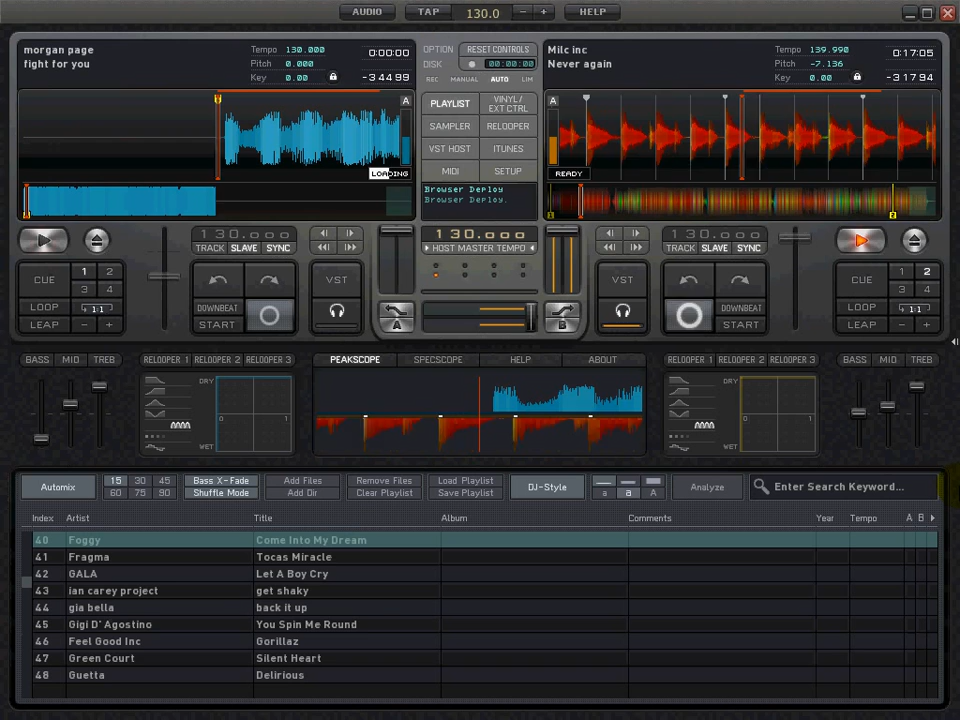 AUDIO TAP 130.0 − + HELP
morgan page
fight for you
Tempo 130.000
Pitch 0.000
Key 0.00
0:00:00
-3:44:99
OPTION RESET CONTROLS
DISK 00:00:00
REC MANUAL AUTO LIM
Milc inc
Never again
Tempo 139.990
Pitch -7.136
Key 0.00
0:17:05
-3:17:94
A
LOADING
PLAYLIST VINYL/ EXT CTRL
SAMPLER RELOOPER
VST HOST ITUNES
MIDI SETUP
Browser Deploy
Browser Deploy.
A
READY
1 2
130.000
TRACK SLAVE SYNC
130.000
HOST MASTER TEMPO
130.000
TRACK SLAVE SYNC
CUE 1 2
3 4
LOOP 1:1
LEAP − +
DOWNBEAT
START
VST
A
B
VST
DOWNBEAT
START
CUE 1 2
3 4
LOOP 1:1
LEAP − +
BASS MID TREB
RELOOPER 1 RELOOPER 2 RELOOPER 3
PEAKSCOPE SPECSCOPE HELP ABOUT
RELOOPER 1 RELOOPER 2 RELOOPER 3
BASS MID TREB
DRY
0 1
WET
DRY
0 1
WET
Automix
15 30 45
60 75 90
Bass X-Fade
Shuffle Mode
Add Files
Add Dir
Remove Files
Clear Playlist
Load Playlist
Save Playlist
DJ-Style
a a A
Analyze
Enter Search Keyword...
Index Artist Title Album Comments Year Tempo A B
40 Foggy Come Into My Dream
41 Fragma Tocas Miracle
42 GALA Let A Boy Cry
43 ian carey project get shaky
44 gia bella back it up
45 Gigi D' Agostino You Spin Me Round
46 Feel Good Inc Gorillaz
47 Green Court Silent Heart
48 Guetta Delirious